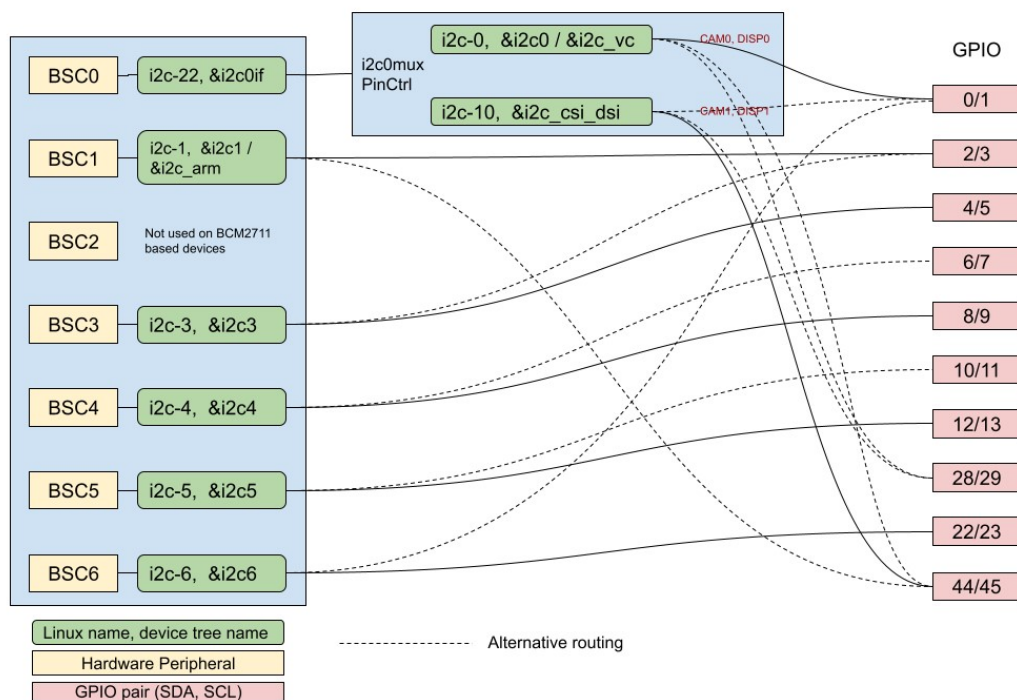 i2c-0, &i2c0 / &i2c_vc
CAM0, DISP0
i2c0mux
PinCtrl
i2c-10, &i2c_csi_dsi
CAM1, DISP1
GPIO
BSC0
i2c-22, &i2c0if
0/1
BSC1
i2c-1, &i2c1 /
&i2c_arm
2/3
4/5
BSC2
Not used on BCM2711
based devices
6/7
BSC3
i2c-3, &i2c3
8/9
10/11
BSC4
i2c-4, &i2c4
12/13
28/29
BSC5
i2c-5, &i2c5
22/23
BSC6
i2c-6, &i2c6
44/45
Linux name, device tree name
Hardware Peripheral
GPIO pair (SDA, SCL)
Alternative routing